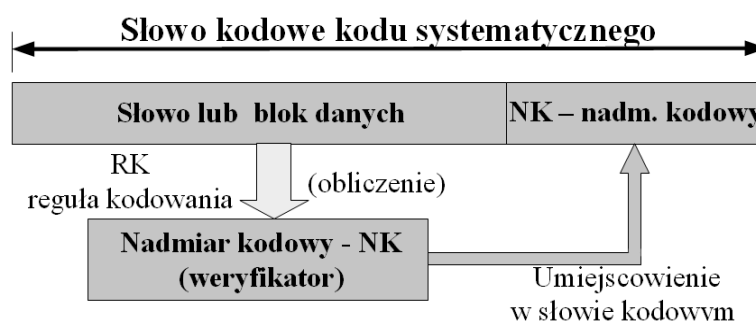 Słowo kodowe kodu systematycznego
Słowo lub blok danych
NK – nadm. kodowy
RK
reguła kodowania
(obliczenie)
Nadmiar kodowy - NK
(weryfikator)
Umiejscowienie
w słowie kodowym